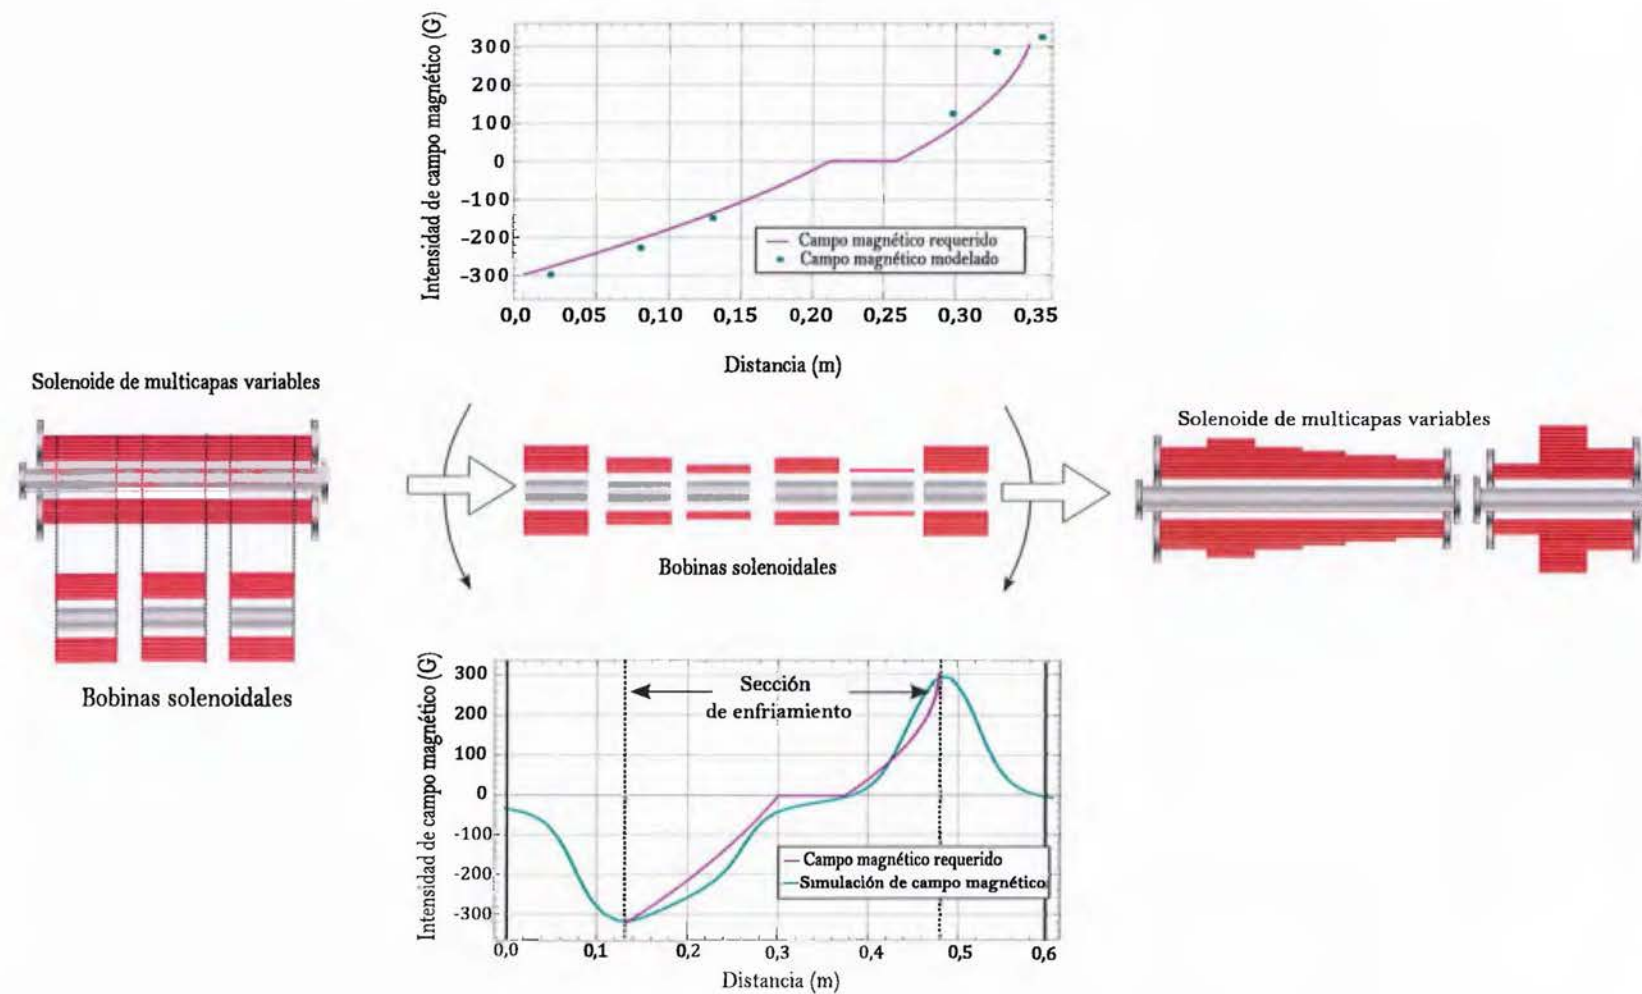 Intensidad de campo magnético (G)
300
200
100
0
-100
-200
-300
Campo magnético requerido
Campo magnético modelado
0,0 0,05 0,10 0,15 0,20 0,25 0,30 0,35
Distancia (m)
Solenoide de multicapas variables
Bobinas solenoidales
Bobinas solenoidales
Solenoide de multicapas variables
Intensidad de campo magnético (G)
300
200
100
0
-100
-200
-300
Sección
de enfriamiento
Campo magnético requerido
Simulación de campo magnético
0,0 0,1 0,2 0,3 0,4 0,5 0,6
Distancia (m)